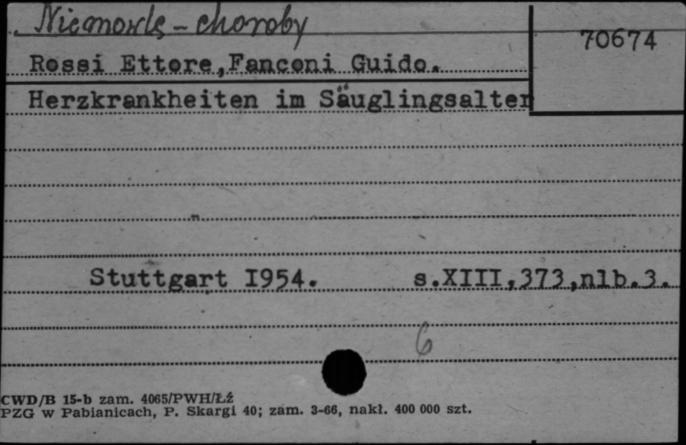 Niemowlę - choroby
70674
Rossi Ettore,Fanconi Guido.
Herzkrankheiten im Säuglingsalter
Stuttgart I954. s.XIII,373,nlb.3.
6
CWD/B 15-b zam. 4065/PWH/ŁŹ
PZG w Pabianicach, P. Skargi 40; zam. 3-66, nakł. 400 000 szt.